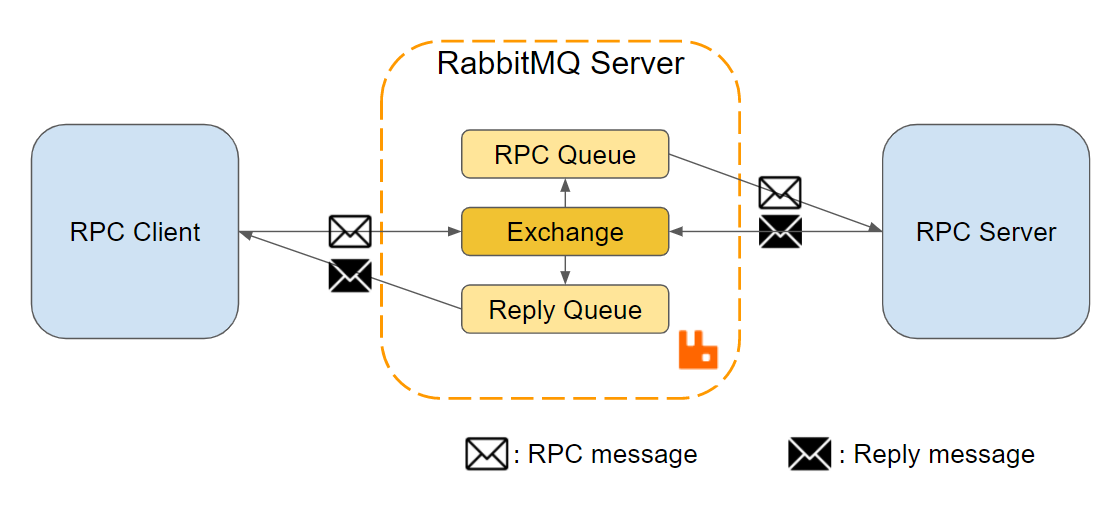 RabbitMQ Server
RPC Queue
RPC Client
Exchange
RPC Server
Reply Queue
: RPC message
: Reply message